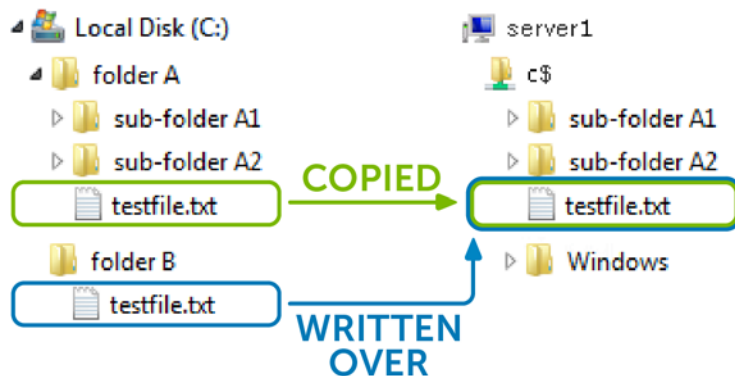 Local Disk (C:)
server1
folder A
c$
sub-folder A1
sub-folder A1
sub-folder A2
sub-folder A2
COPIED
testfile.txt
testfile.txt
folder B
Windows
testfile.txt
WRITTEN
OVER